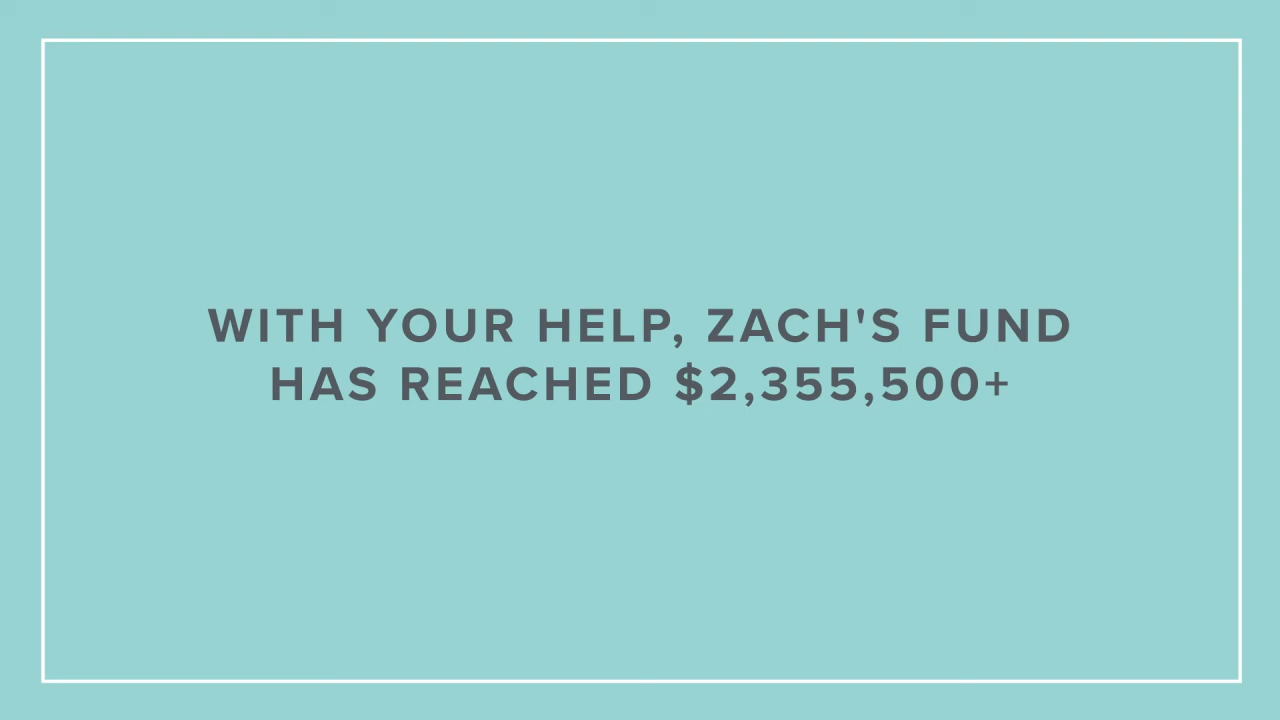 WITH YOUR HELP, ZACH'S FUND
HAS REACHED $2,355,500+